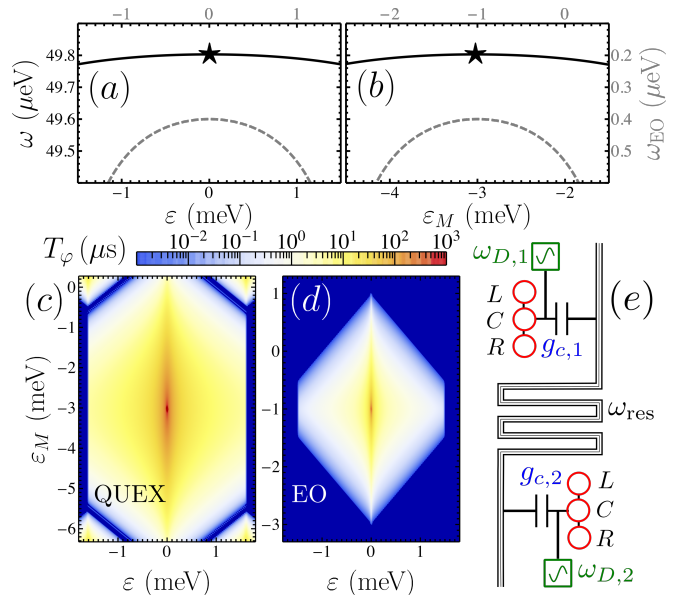 −1 0 1 −3 −2 −1 0 1
49.8 49.7 49.6 49.5
ω (μeV)
(a) (b)
0.2 0.3 0.4 0.5
ω_EO (μeV)
−1 0 1 −4 −3 −2
ε (meV) ε_M (meV)
T_φ (μs) 10^−2 10^−1 10^0 10^1 10^2 10^3
(c) (d) (e)
0 −1 −2 −3 −4 −5 −6
ε_M (meV)
QUEX
−1 0 1
ε (meV)
1 0 −1 −2 −3
EO
−1 0 1
ε (meV)
ω_D,1
L
C
R
g_c,1
ω_res
g_c,2
L
C
R
ω_D,2